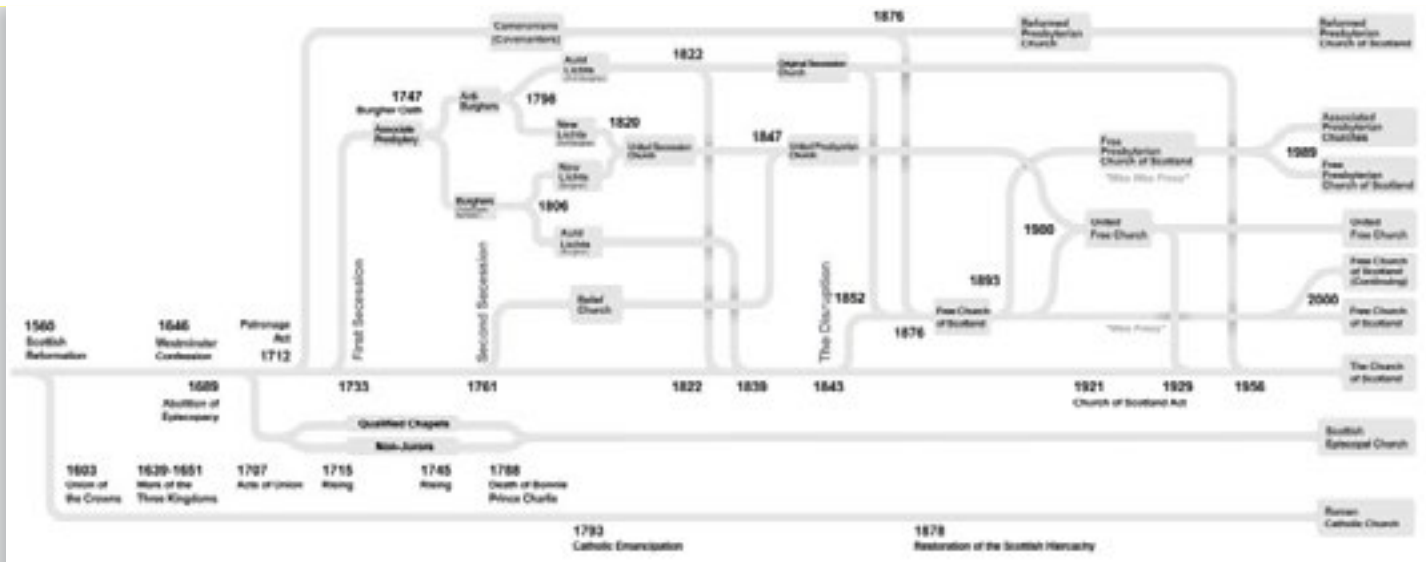 1876
Cameronians
(Covenanters)
Reformed
Presbyterian
Church
Reformed
Presbyterian
Church of Scotland
Auld
Lichts
1822
Original Secession
Church
1747
Burgher Oath
Anti
Burghers
1798
Associate
Presbytery
New
Lichts
1820
United Secession
Church
1847
United Presbyterian
Church
Free
Presbyterian
Church of Scotland
"Wee Wee Frees"
Associated
Presbyterian
Churches
1989
Free
Presbyterian
Church of Scotland
New
Lichts
Burghers
1806
Auld
Lichts
1900
United
Free Church
United
Free Church
First Secession
Second Secession
The Disruption
Relief
Church
1852
1893
Free Church
of Scotland
(Continuing)
2000
1876
Free Church
of Scotland
"Wee Frees"
Free Church
of Scotland
1560
Scottish
Reformation
1646
Westminster
Confession
Patronage
Act
1712
1689
Abolition of
Episcopacy
1733
1761
1822
1839
1843
1921
Church of Scotland Act
1929
1956
The Church
of Scotland
Qualified Chapels
Non-Jurors
Scottish
Episcopal Church
1603
Union of
the Crowns
1639-1651
Wars of the
Three Kingdoms
1707
Acts of Union
1715
Rising
1745
Rising
1788
Death of Bonnie
Prince Charlie
1793
Catholic Emancipation
1878
Restoration of the Scottish Hierarchy
Roman
Catholic Church